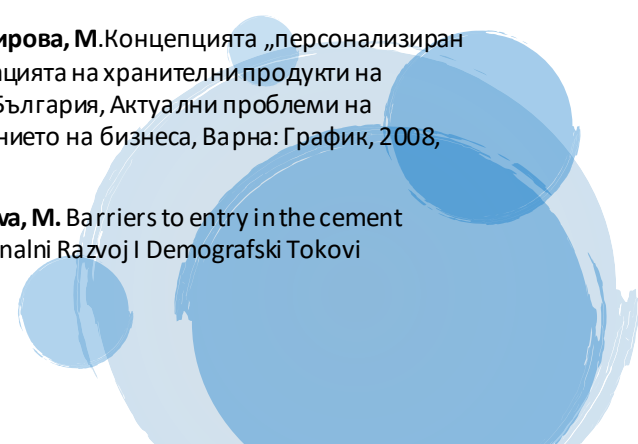 ирова, М.Концепцията „персонализиран
ацията на хранителни продукти на
България, Актуални проблеми на
нието на бизнеса, Варна: График, 2008,
va, M. Barriers to entry in the cement
nalni Razvoj I Demografski Tokovi